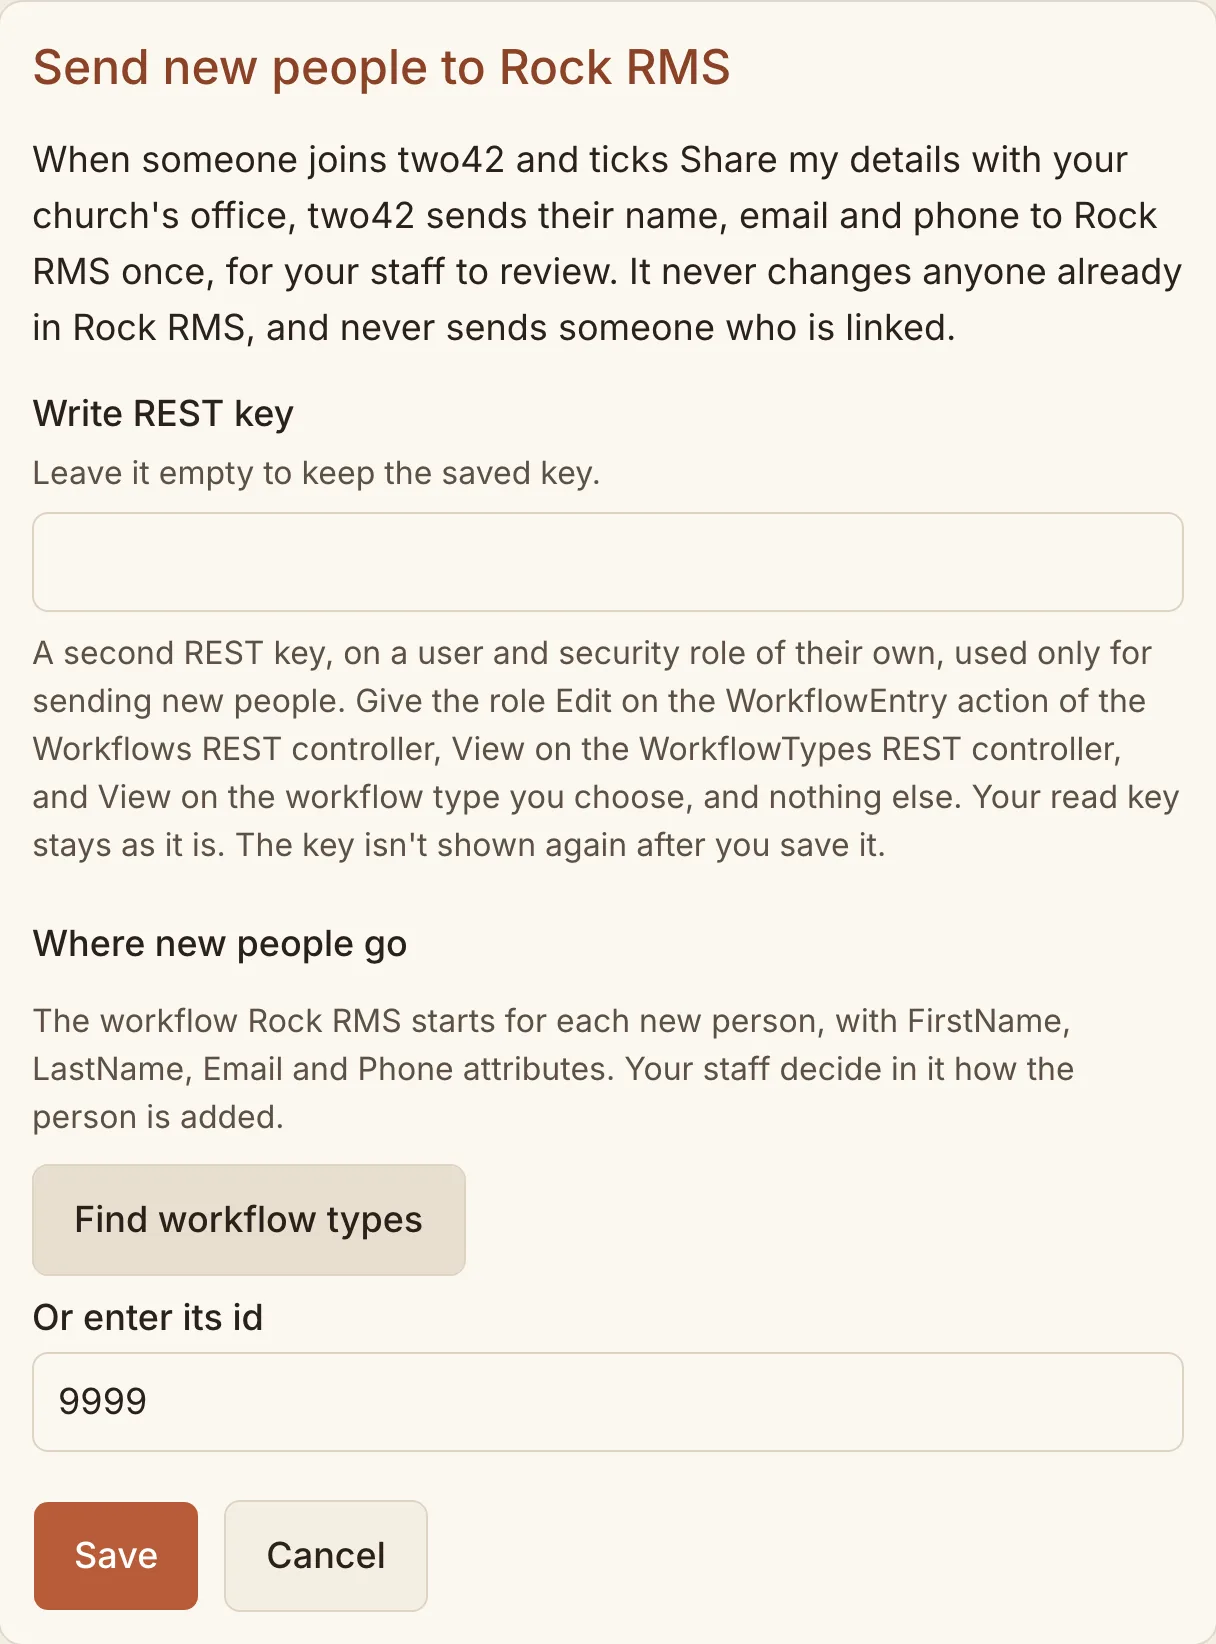 Send new people to Rock RMS
When someone joins two42 and ticks Share my details with your
church's office, two42 sends their name, email and phone to Rock
RMS once, for your staff to review. It never changes anyone already
in Rock RMS, and never sends someone who is linked.
Write REST key
Leave it empty to keep the saved key.
A second REST key, on a user and security role of their own, used only for
sending new people. Give the role Edit on the WorkflowEntry action of the
Workflows REST controller, View on the WorkflowTypes REST controller,
and View on the workflow type you choose, and nothing else. Your read key
stays as it is. The key isn't shown again after you save it.
Where new people go
The workflow Rock RMS starts for each new person, with FirstName,
LastName, Email and Phone attributes. Your staff decide in it how the
person is added.
Find workflow types
Or enter its id
9999
Save Cancel